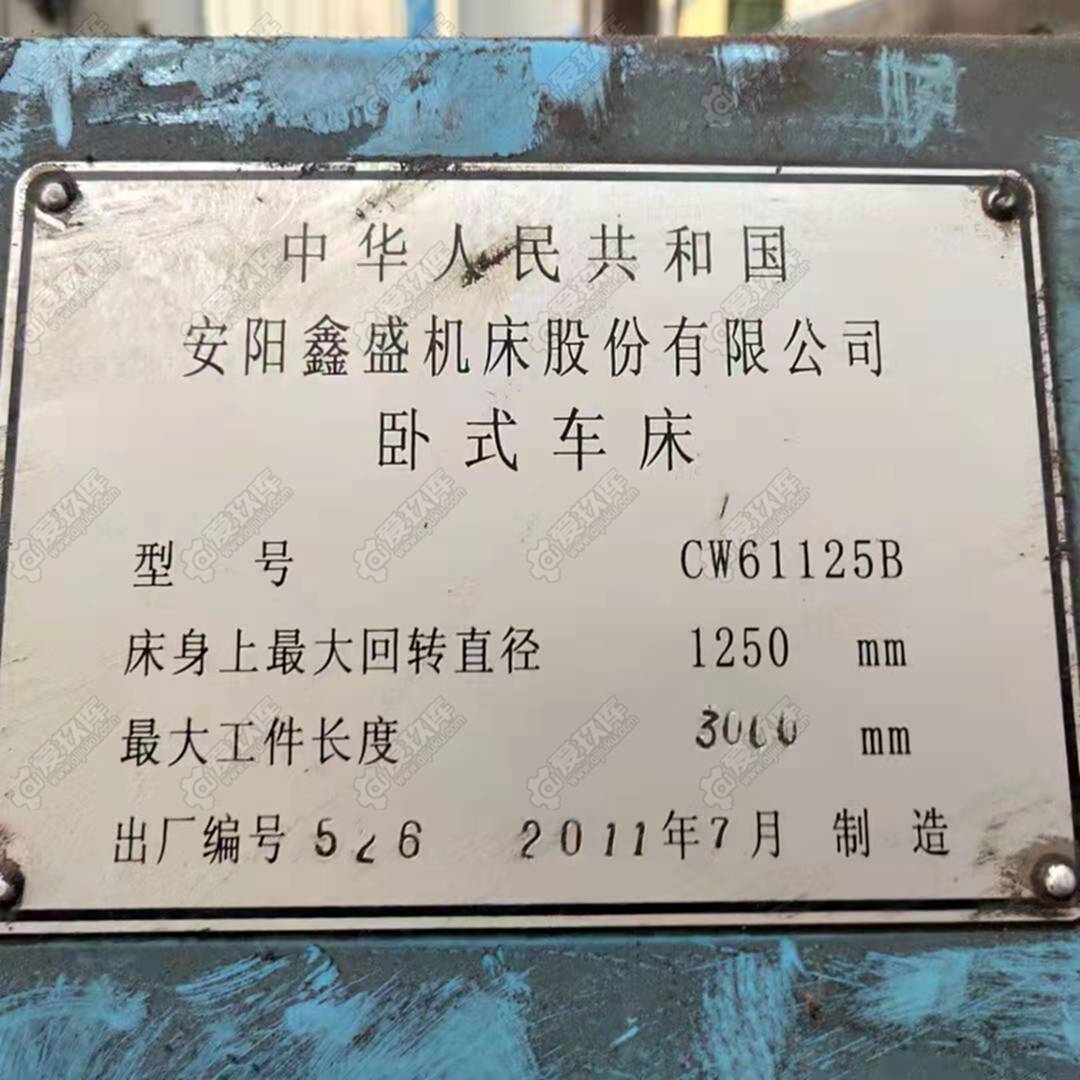 中华人民共和国
安阳鑫盛机床股份有限公司
卧式车床
型 号 CW61125B
床身上最大回转直径 1250 mm
最大工件长度 3000 mm
出厂编号 526 2011年7月 制造